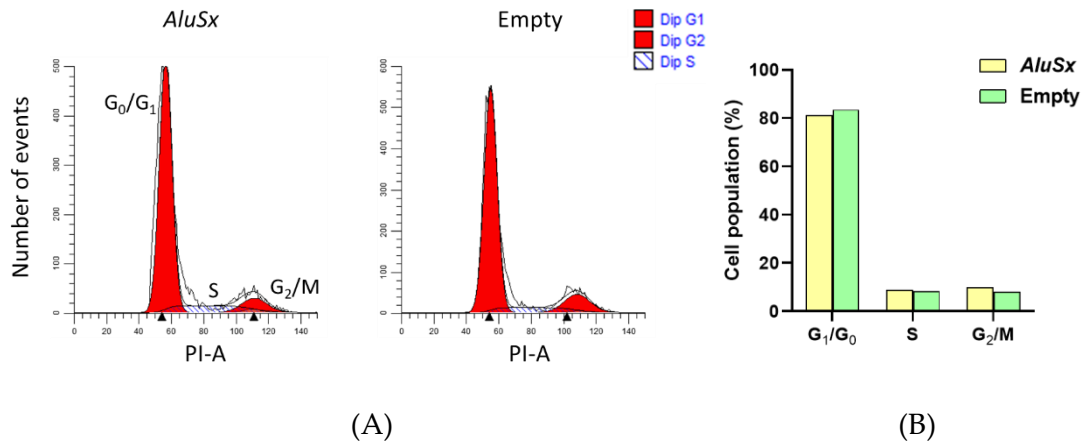 AluSx
Empty
Dip G1
Dip G2
Dip S
Number of events
500
400
300
200
100
0
G₀/G₁
S
G₂/M
0 20 40 60 80 100 120 140
PI-A
600
500
400
300
200
100
0
0 20 40 60 80 100 120 140
PI-A
(A)
AluSx
Empty
Cell population (%)
100
80
60
40
20
0
G₁/G₀ S G₂/M
(B)